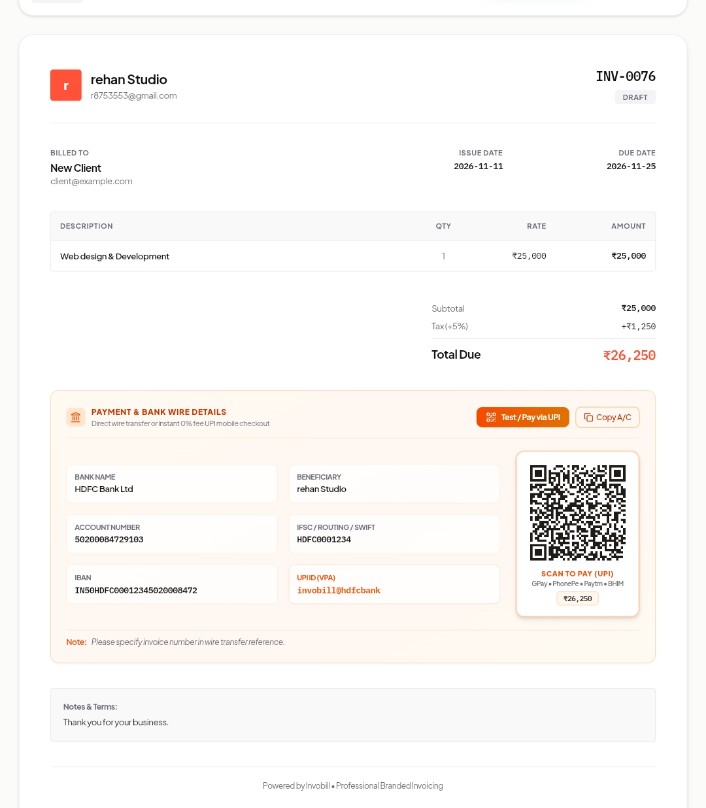 r
rehan Studio
r8753553@gmail.com
INV-0076
DRAFT
BILLED TO
New Client
client@example.com
ISSUE DATE
2026-11-11
DUE DATE
2026-11-25
DESCRIPTION QTY RATE AMOUNT
Web design & Development 1 ₹25,000 ₹25,000
Subtotal ₹25,000
Tax (+5%) +₹1,250
Total Due ₹26,250
PAYMENT & BANK WIRE DETAILS
Direct wire transfer or instant 0% fee UPI mobile checkout
Test / Pay via UPI
Copy A/C
BANK NAME
HDFC Bank Ltd
BENEFICIARY
rehan Studio
ACCOUNT NUMBER
50200084729103
IFSC / ROUTING / SWIFT
HDFC0001234
IBAN
IN50HDFC00012345020008472
UPI ID (VPA)
invobill@hdfcbank
SCAN TO PAY (UPI)
GPay • PhonePe • Paytm • BHIM
₹26,250
Note: Please specify invoice number in wire transfer reference.
Notes & Terms:
Thank you for your business.
Powered by Invobill • Professional Branded Invoicing